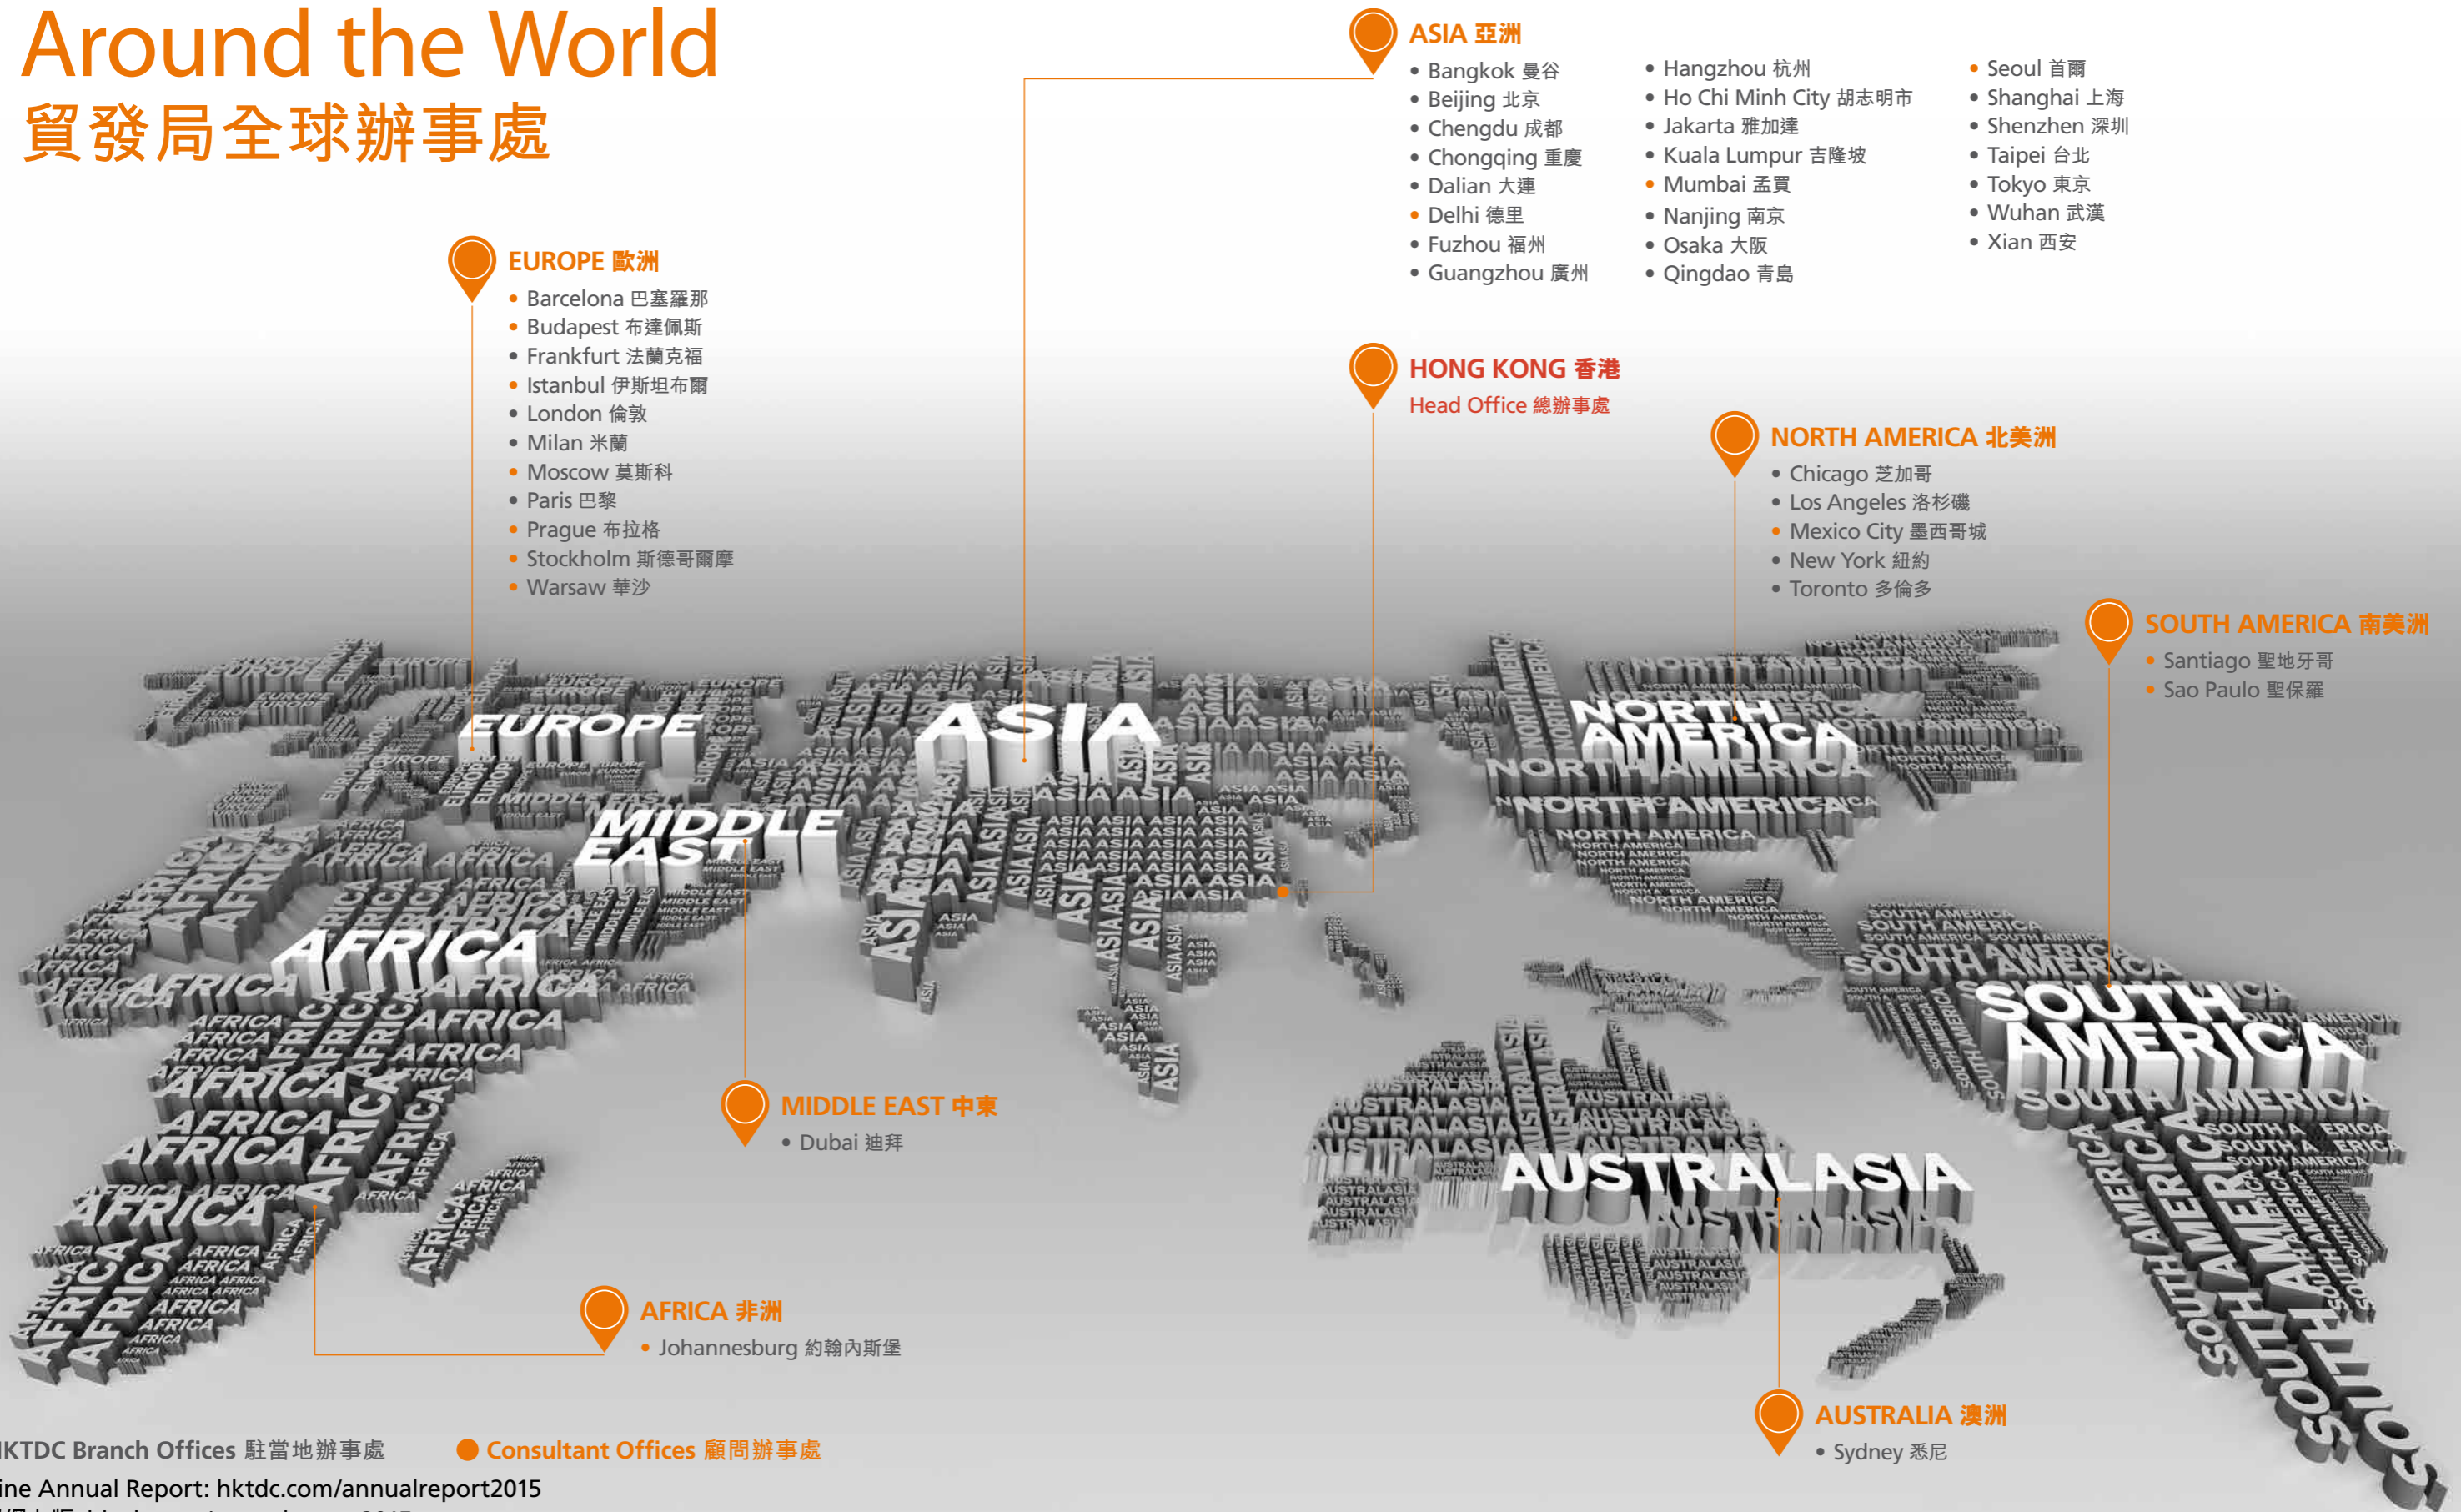 Around the World
貿發局全球辦事處
ASIA 亞洲
• Bangkok 曼谷
• Beijing 北京
• Chengdu 成都
• Chongqing 重慶
• Dalian 大連
• Delhi 德里
• Fuzhou 福州
• Guangzhou 廣州
• Hangzhou 杭州
• Ho Chi Minh City 胡志明市
• Jakarta 雅加達
• Kuala Lumpur 吉隆坡
• Mumbai 孟買
• Nanjing 南京
• Osaka 大阪
• Qingdao 青島
• Seoul 首爾
• Shanghai 上海
• Shenzhen 深圳
• Taipei 台北
• Tokyo 東京
• Wuhan 武漢
• Xian 西安
EUROPE 歐洲
• Barcelona 巴塞羅那
• Budapest 布達佩斯
• Frankfurt 法蘭克福
• Istanbul 伊斯坦布爾
• London 倫敦
• Milan 米蘭
• Moscow 莫斯科
• Paris 巴黎
• Prague 布拉格
• Stockholm 斯德哥爾摩
• Warsaw 華沙
HONG KONG 香港
Head Office 總辦事處
NORTH AMERICA 北美洲
• Chicago 芝加哥
• Los Angeles 洛杉磯
• Mexico City 墨西哥城
• New York 紐約
• Toronto 多倫多
SOUTH AMERICA 南美洲
• Santiago 聖地牙哥
• Sao Paulo 聖保羅
EUROPE
ASIA
NORTH
AMERICA
MIDDLE
EAST
AFRICA
SOUTH
AMERICA
AUSTRALASIA
MIDDLE EAST 中東
• Dubai 迪拜
AFRICA 非洲
• Johannesburg 約翰內斯堡
AUSTRALIA 澳洲
• Sydney 悉尼
HKTDC Branch Offices 駐當地辦事處
Consultant Offices 顧問辦事處
ine Annual Report: hktdc.com/annualreport2015